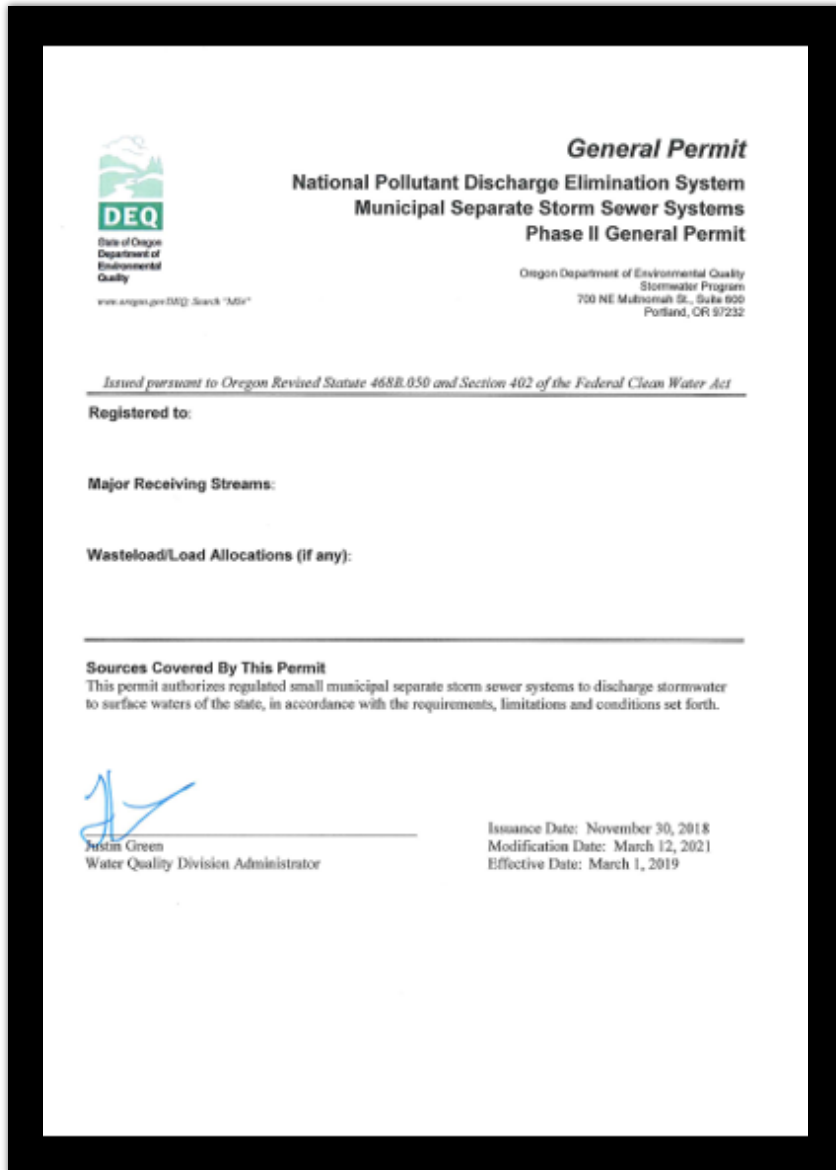 General Permit
National Pollutant Discharge Elimination System
Municipal Separate Storm Sewer Systems
Phase II General Permit
DEQ
State of Oregon
Department of
Environmental
Quality
www.oregon.gov/DEQ; Search "MS4"
Oregon Department of Environmental Quality
Stormwater Program
700 NE Multnomah St., Suite 600
Portland, OR 97232
Issued pursuant to Oregon Revised Statute 468B.050 and Section 402 of the Federal Clean Water Act
Registered to:
Major Receiving Streams:
Wasteload/Load Allocations (if any):
Sources Covered By This Permit
This permit authorizes regulated small municipal separate storm sewer systems to discharge stormwater
to surface waters of the state, in accordance with the requirements, limitations and conditions set forth.
Justin Green
Water Quality Division Administrator
Issuance Date: November 30, 2018
Modification Date: March 12, 2021
Effective Date: March 1, 2019